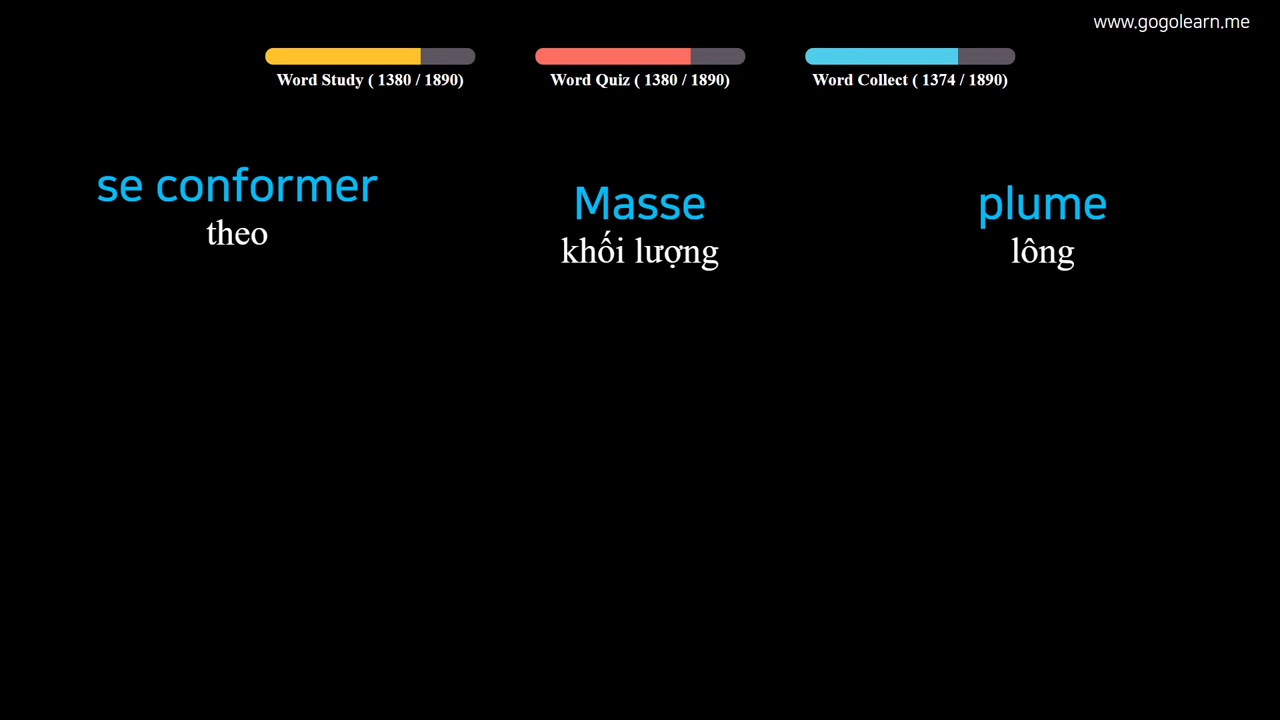 www.gogolearn.me
Word Study ( 1380 / 1890)
Word Quiz ( 1380 / 1890)
Word Collect ( 1374 / 1890)
se conformer
theo
Masse
khối lượng
plume
lông